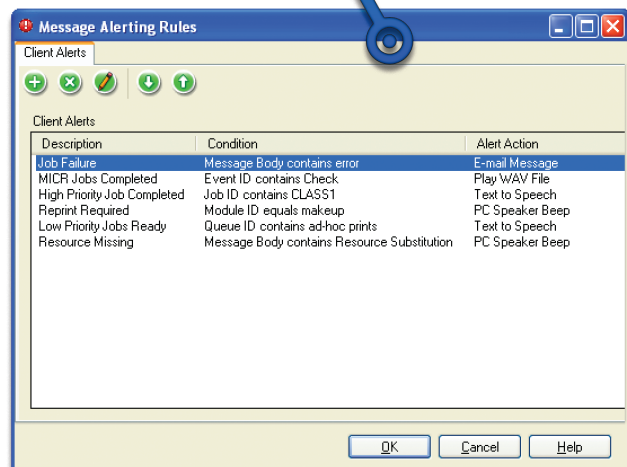 Message Alerting Rules
Client Alerts
Client Alerts
Description Condition Alert Action
Job Failure Message Body contains error E-mail Message
MICR Jobs Completed Event ID contains Check Play WAV File
High Priority Job Completed Job ID contains CLASS1 Text to Speech
Reprint Required Module ID equals makeup PC Speaker Beep
Low Priority Jobs Ready Queue ID contains ad-hoc prints Text to Speech
Resource Missing Message Body contains Resource Substitution PC Speaker Beep
OK Cancel Help